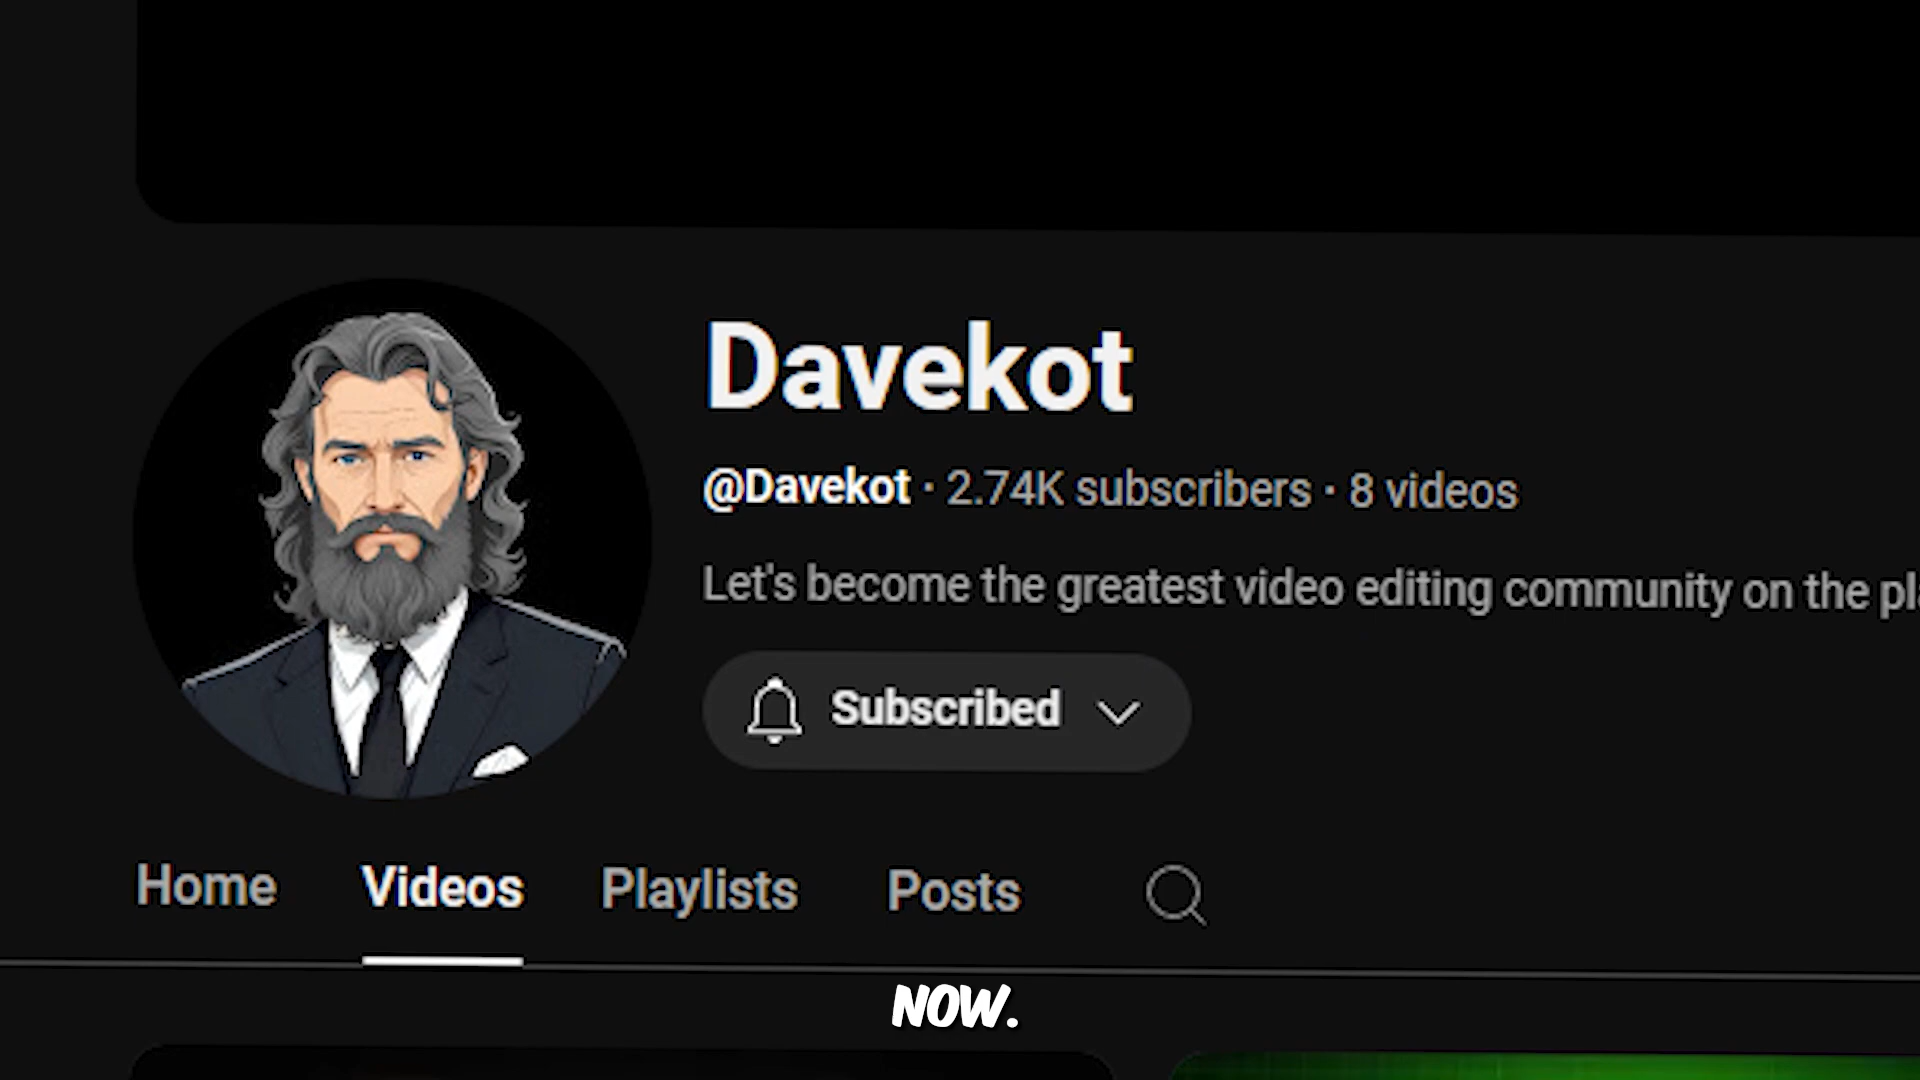 Davekot
@Davekot · 2.74K subscribers · 8 videos
Let's become the greatest video editing community on the
Subscribed
Home Videos Playlists Posts
NOW.